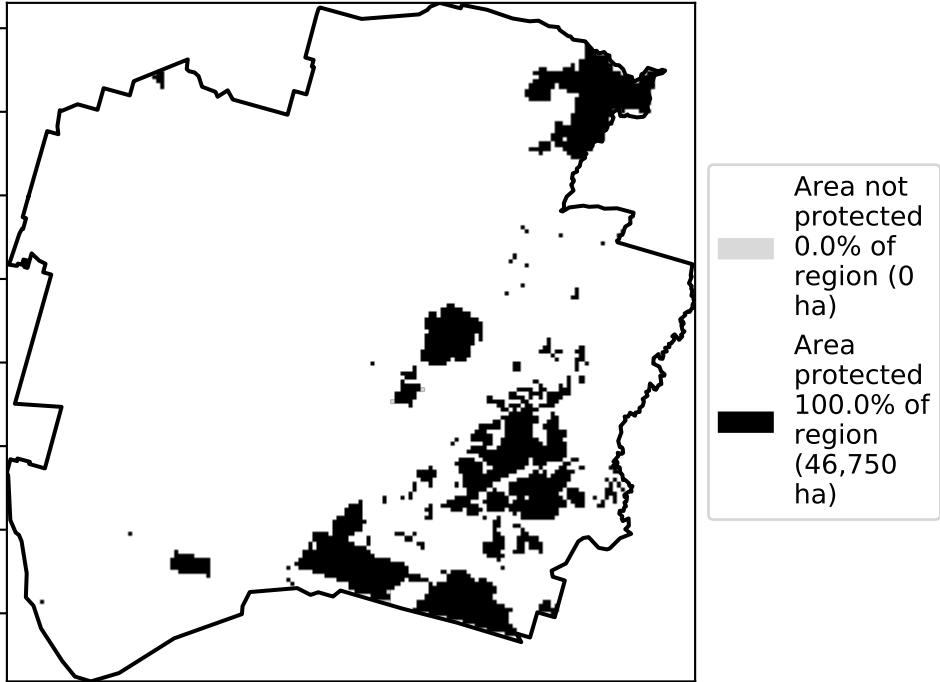 Area not
protected
0.0% of
region (0
ha)
Area
protected
100.0% of
region
(46,750
ha)